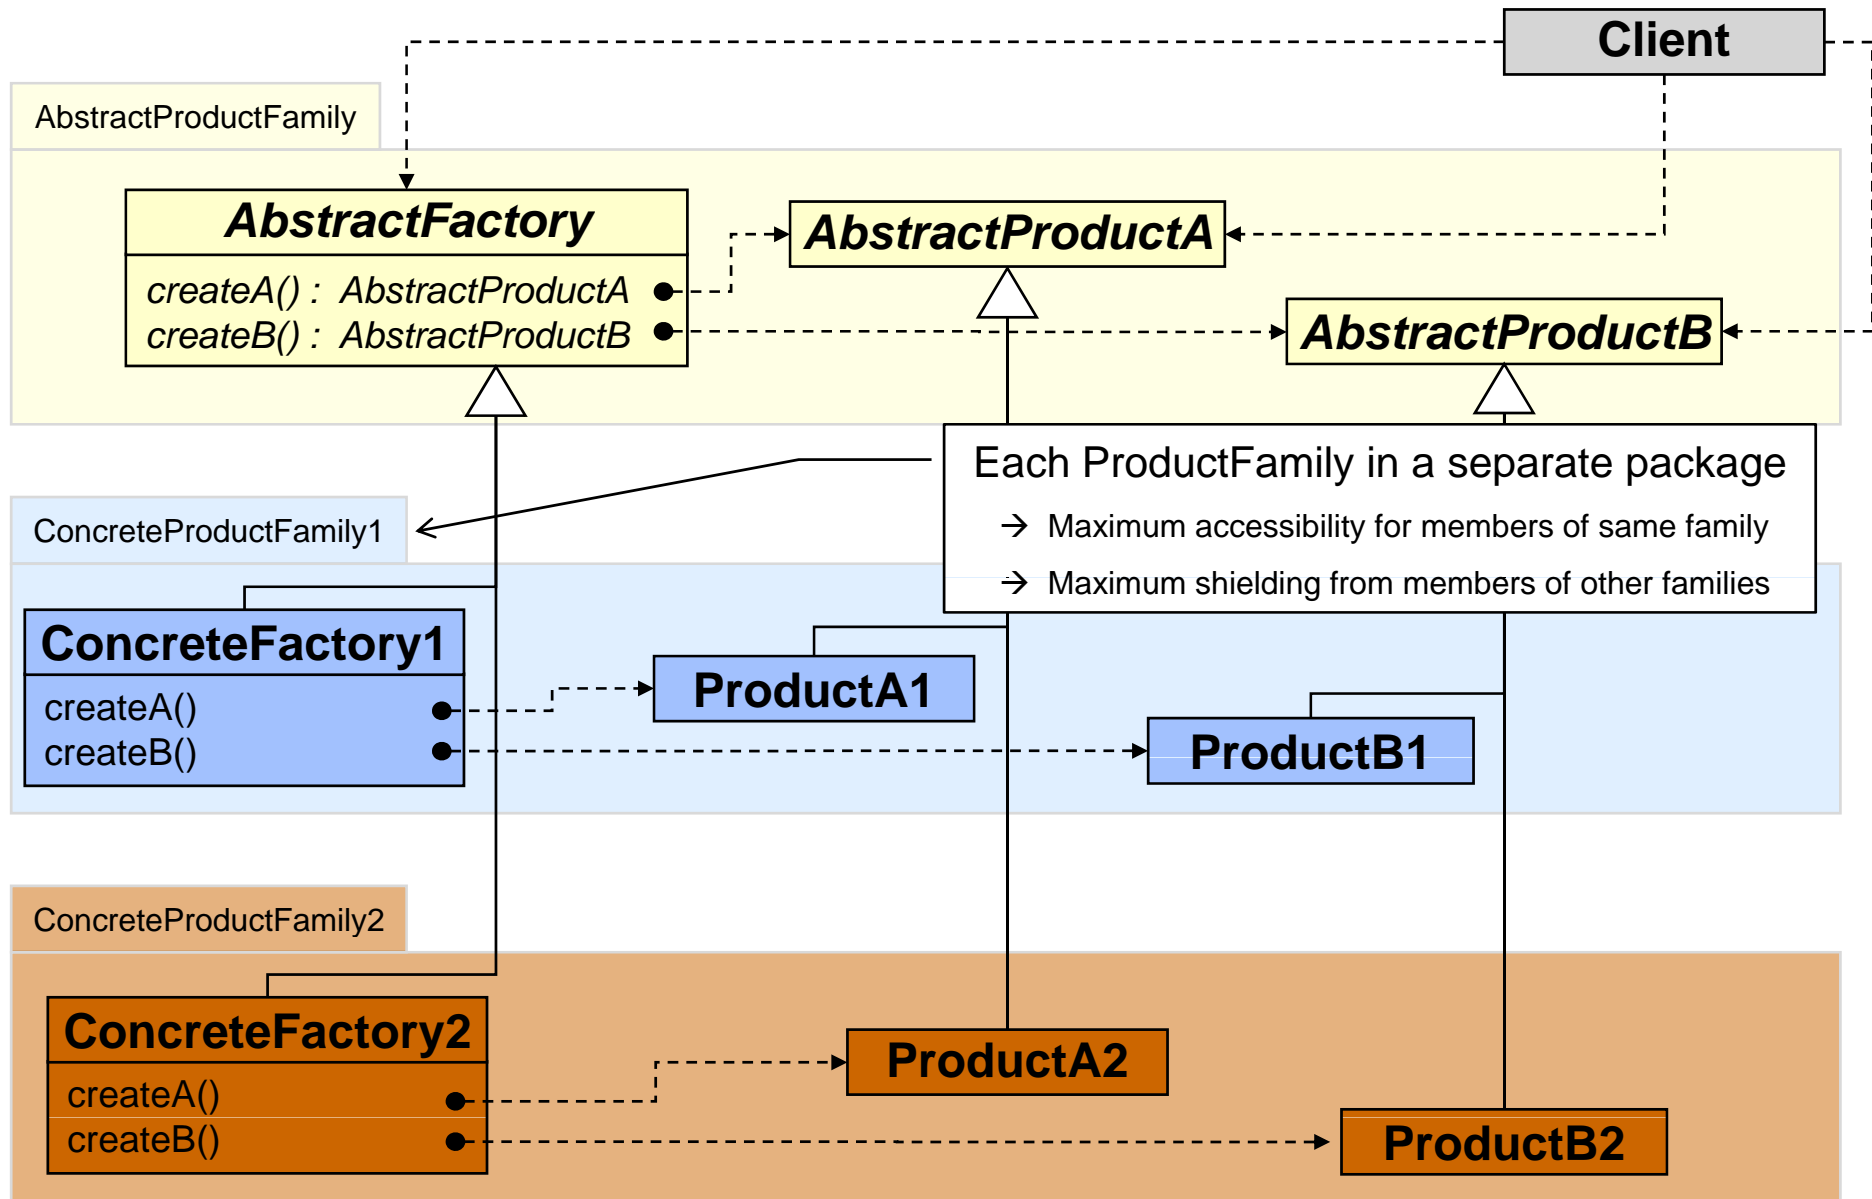 Client
AbstractProductFamily
AbstractFactory
createA() : AbstractProductA
createB() : AbstractProductB
AbstractProductA
AbstractProductB
Each ProductFamily in a separate package
→ Maximum accessibility for members of same family
→ Maximum shielding from members of other families
ConcreteProductFamily1
ConcreteFactory1
createA()
createB()
ProductA1
ProductB1
ConcreteProductFamily2
ConcreteFactory2
createA()
createB()
ProductA2
ProductB2